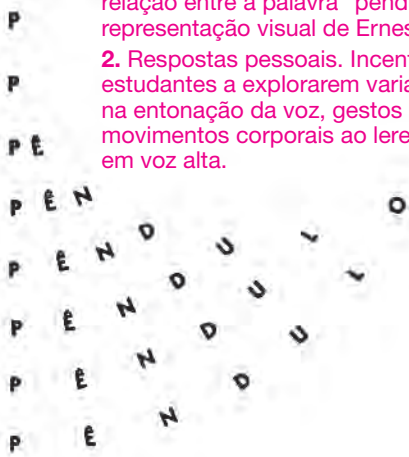 relação entre a palavra "pênd
representação visual de Ernes
2. Respostas pessoais. Incent
estudantes a explorarem varia
na entonação da voz, gestos
movimentos corporais ao lere
em voz alta.
P
P
P Ê
P Ê N
P Ê N D U L O
P Ê N D U L O
P Ê N D U
P Ê N D